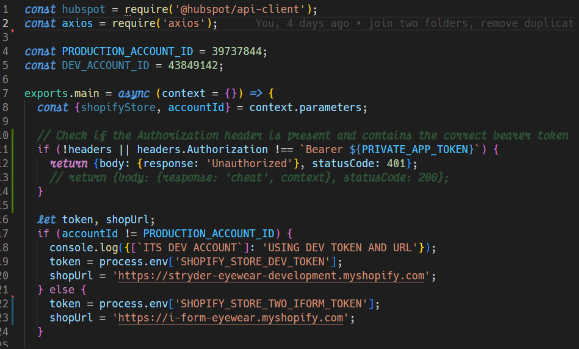 1 const hubspot = require('@hubspot/api-client');
2 const axios = require('axios'); You, 4 days ago • join two folders, remove duplicat
3
4 const PRODUCTION_ACCOUNT_ID = 39737844;
5 const DEV_ACCOUNT_ID = 43849142;
6
7 exports.main = async (context = {}) => {
8 const {shopifyStore, accountId} = context.parameters;
9
10 // Check if the Authorization header is present and contains the correct bearer token
11 if (!headers || headers.Authorization !== `Bearer ${PRIVATE_APP_TOKEN}`) {
12 return {body: {response: 'Unauthorized'}, statusCode: 401};
13 // return {body: {response: 'cheat', context}, statusCode: 200};
14 }
15
16 let token, shopUrl;
17 if (accountId != PRODUCTION_ACCOUNT_ID) {
18 console.log({[`ITS DEV ACCOUNT`]: 'USING DEV TOKEN AND URL'});
19 token = process.env['SHOPIFY_STORE_DEV_TOKEN'];
20 shopUrl = 'https://stryder-eyewear-development.myshopify.com';
21 } else {
22 token = process.env['SHOPIFY_STORE_TWO_IFORM_TOKEN'];
23 shopUrl = 'https://i-form-eyewear.myshopify.com';
24 }
25